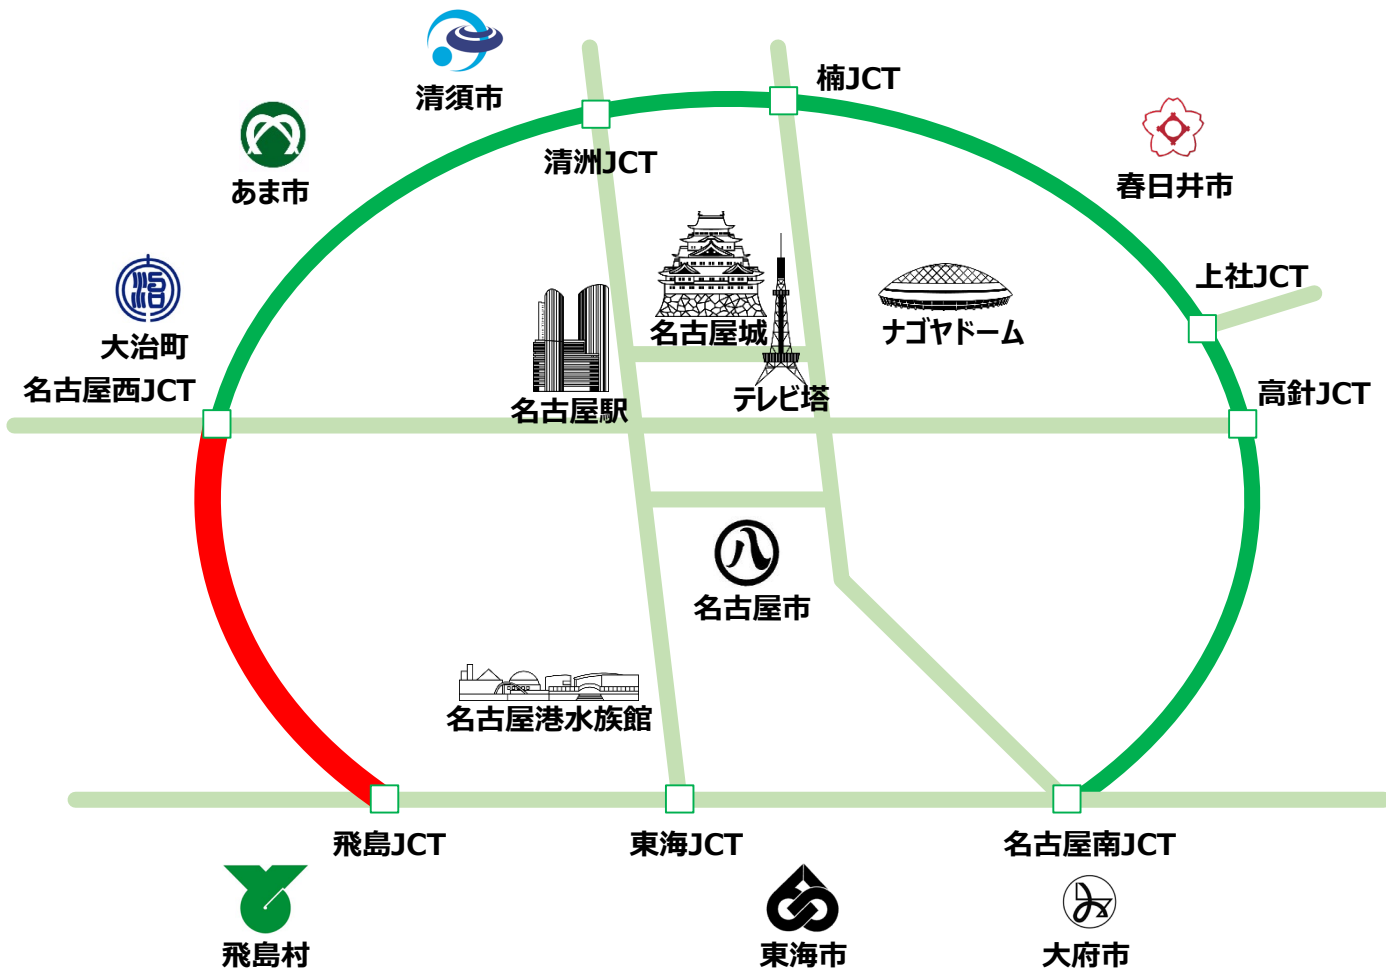 清須市
楠JCT
清洲JCT
あま市
春日井市
上社JCT
大治町
名古屋城
ナゴヤドーム
名古屋西JCT
名古屋駅
テレビ塔
高針JCT
八
名古屋市
名古屋港水族館
飛島JCT
東海JCT
名古屋南JCT
飛島村
東海市
大府市